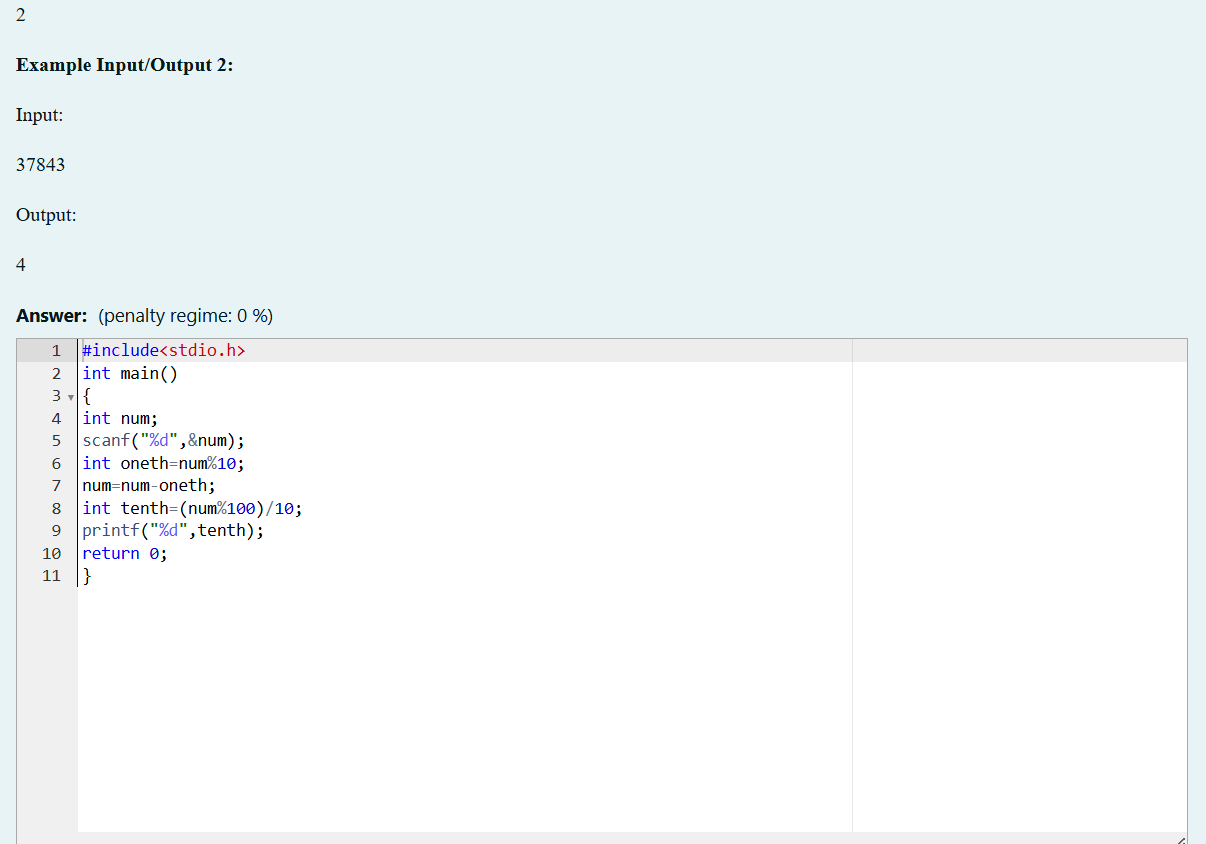 2
Example Input/Output 2:
Input:
37843
Output:
4
Answer: (penalty regime: 0 %)
1 #include<stdio.h>
2 int main()
3 {
4 int num;
5 scanf("%d",&num);
6 int oneth=num%10;
7 num=num-oneth;
8 int tenth=(num%100)/10;
9 printf("%d",tenth);
10 return 0;
11 }